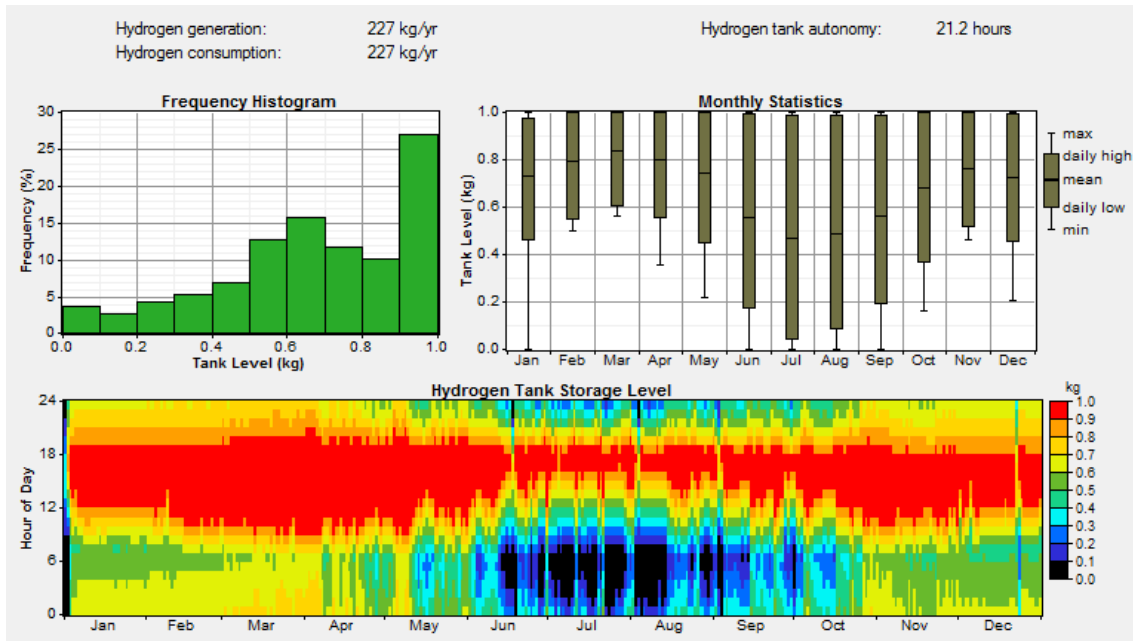 Hydrogen generation: 227 kg/yr
Hydrogen consumption: 227 kg/yr
Hydrogen tank autonomy: 21.2 hours
Frequency Histogram
Frequency (%)
30
25
20
15
10
5
0
0.0 0.2 0.4 0.6 0.8 1.0
Tank Level (kg)
Monthly Statistics
Tank Level (kg)
1.0
0.8
0.6
0.4
0.2
0.0
Jan Feb Mar Apr May Jun Jul Aug Sep Oct Nov Dec
max
daily high
mean
daily low
min
Hydrogen Tank Storage Level
Hour of Day
24
18
12
6
0
Jan Feb Mar Apr May Jun Jul Aug Sep Oct Nov Dec
kg
1.0
0.9
0.8
0.7
0.6
0.5
0.4
0.3
0.2
0.1
0.0